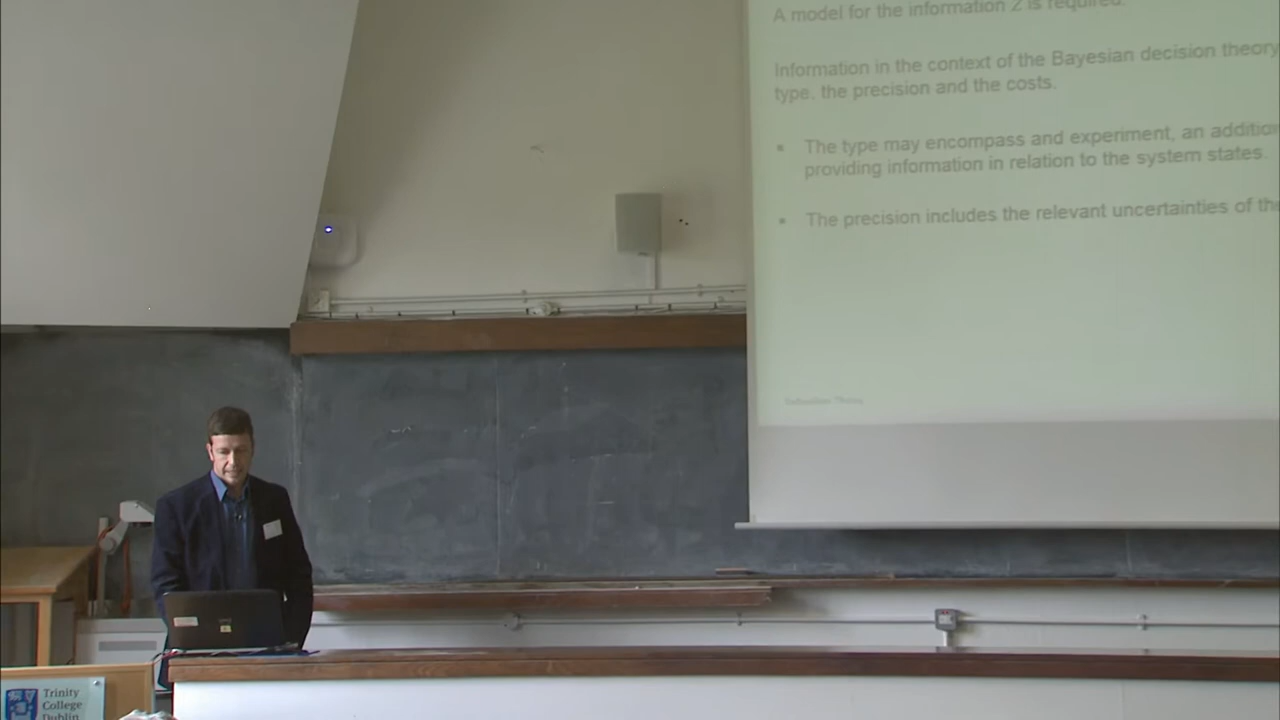 A model for the information Z is required.
Information in the context of the Bayesian decision theory
type, the precision and the costs.
The type may encompass and experiment, an addition
providing information in relation to the system states.
The precision includes the relevant uncertainties of the
Trinity
College
Dublin